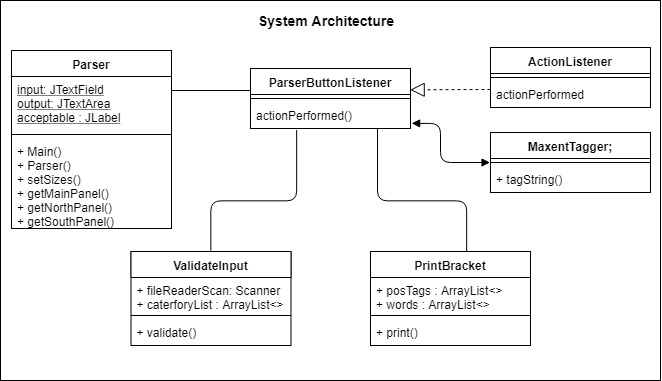 System Architecture
Parser
input: JTextField
output: JTextArea
acceptable : JLabel
+ Main()
+ Parser()
+ setSizes()
+ getMainPanel()
+ getNorthPanel()
+ getSouthPanel()
ParserButtonListener
actionPerformed()
ActionListener
actionPerformed
MaxentTagger;
+ tagString()
ValidateInput
+ fileReaderScan: Scanner
+ caterforyList : ArrayList<>
+ validate()
PrintBracket
+ posTags : ArrayList<>
+ words : ArrayList<>
+ print()